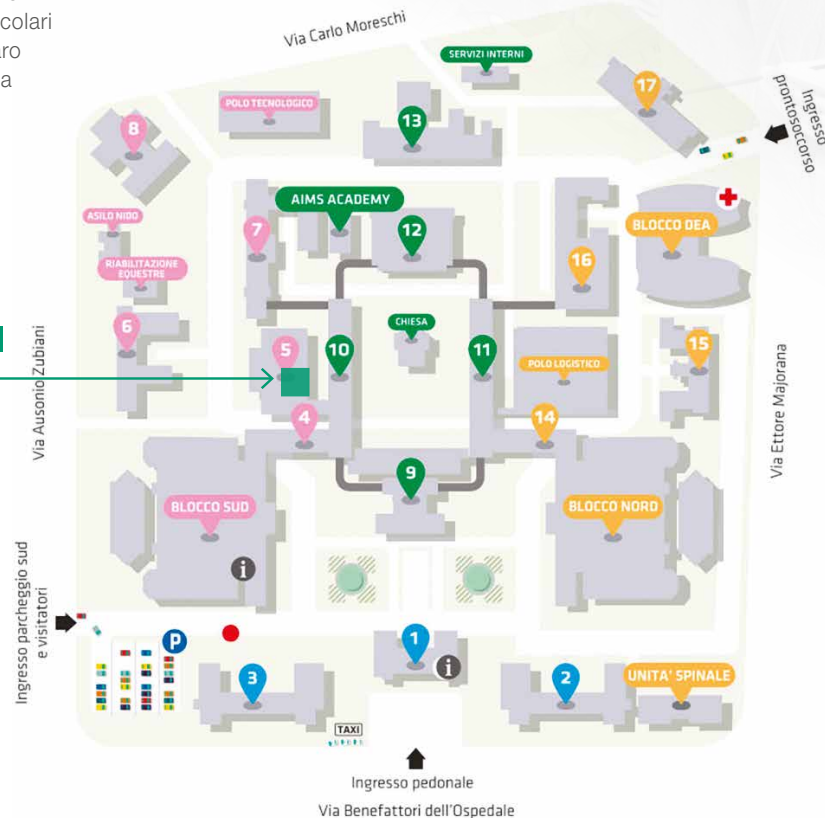 colari
Via Carlo Moreschi
SERVIZI INTERNI
17
Ingresso
prontosoccorso
POLO TECNOLOGICO
13
8
AIMS ACADEMY
ASILO NIDO
7
12
BLOCCO DEA
RIABILITAZIONE
EQUESTRE
16
6
CHIESA
5
10
11
15
POLO LOGISTICO
Via Ausonio Zubiani
Via Ettore Majorana
4
14
9
BLOCCO SUD
BLOCCO NORD
i
Ingresso parcheggio sud
e visitatori
P
1
i
3
2
UNITA' SPINALE
TAXI
Ingresso pedonale
Via Benefattori dell'Ospedale